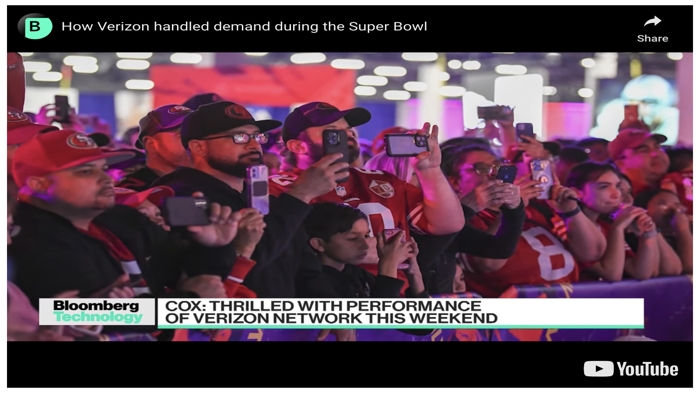 B
How Verizon handled demand during the Super Bowl
Share
Bloomberg
Technology
COX: THRILLED WITH PERFORMANCE
OF VERIZON NETWORK THIS WEEKEND
8
YouTube